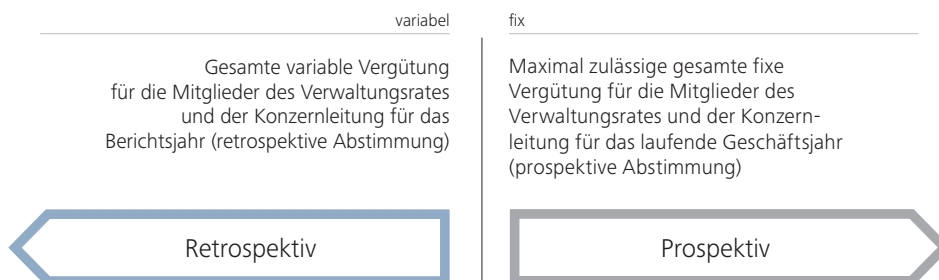 variabel
Gesamte variable Vergütung
für die Mitglieder des Verwaltungsrates
und der Konzernleitung für das
Berichtsjahr (retrospektive Abstimmung)
Retrospektiv
fix
Maximal zulässige gesamte fixe
Vergütung für die Mitglieder des
Verwaltungsrates und der Konzern-
leitung für das laufende Geschäftsjahr
(prospektive Abstimmung)
Prospektiv